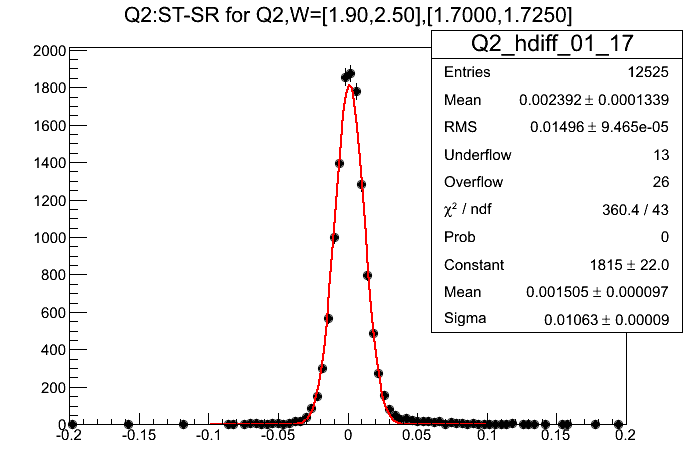 Q2:ST-SR for Q2,W=[1.90,2.50],[1.7000,1.7250]
Q2_hdiff_01_17
Entries 12525
Mean 0.002392 ± 0.0001339
RMS 0.01496 ± 9.465e-05
Underflow 13
Overflow 26
χ² / ndf 360.4 / 43
Prob 0
Constant 1815 ± 22.0
Mean 0.001505 ± 0.000097
Sigma 0.01063 ± 0.00009
2000
1800
1600
1400
1200
1000
800
600
400
200
0
-0.2 -0.15 -0.1 -0.05 0 0.05 0.1 0.15 0.2